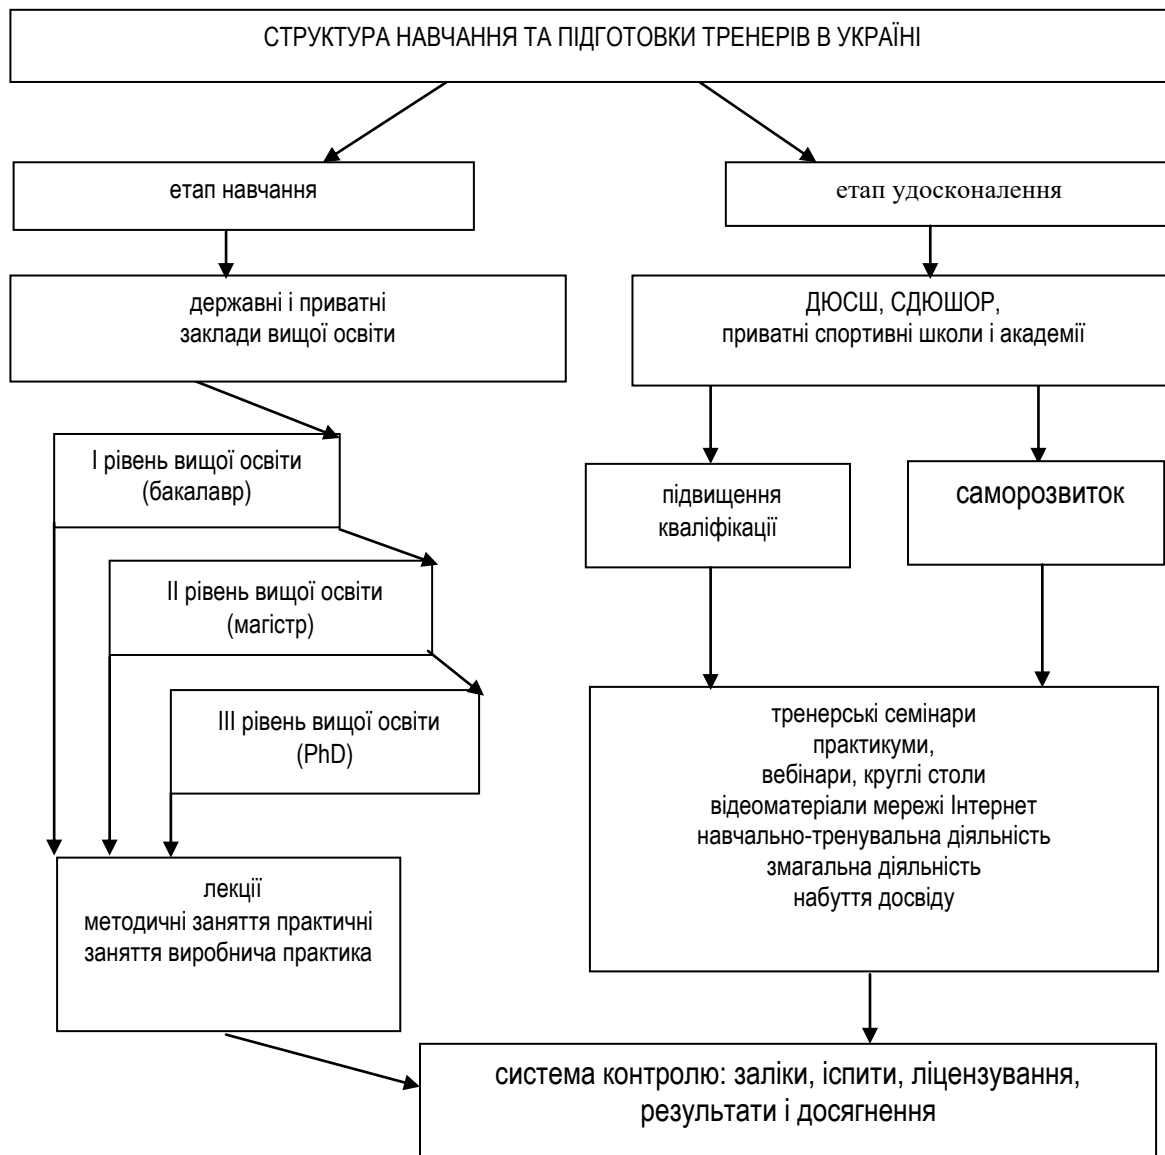 СТРУКТУРА НАВЧАННЯ ТА ПІДГОТОВКИ ТРЕНЕРІВ В УКРАЇНІ
етап навчання
етап удосконалення
державні і приватні
заклади вищої освіти
ДЮСШ, СДЮШОР,
приватні спортивні школи і академії
І рівень вищої освіти
(бакалавр)
підвищення
кваліфікації
саморозвиток
ІІ рівень вищої освіти
(магістр)
ІІІ рівень вищої освіти
(PhD)
тренерські семінари
практикуми,
вебінари, круглі столи
відеоматеріали мережі Інтернет
навчально-тренувальна діяльність
змагальна діяльність
набуття досвіду
лекції
методичні заняття практичні
заняття виробнича практика
система контролю: заліки, іспити, ліцензування,
результати і досягнення